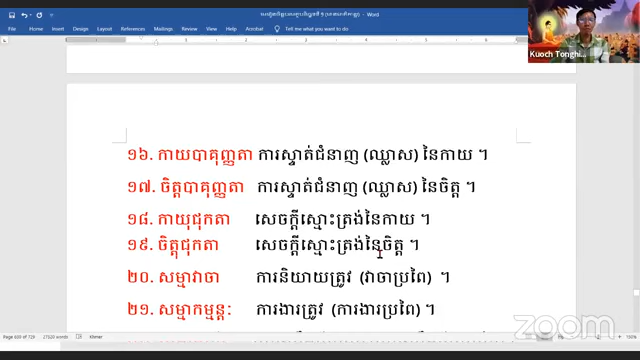 File Home Insert Draw Design Layout References Mailings Review View Help Acrobat Tell me what you want to do
Kuoch Tonghi...
១៦. កាយបាគុញ្ញតា ការស្ទាត់ជំនាញ (ឈ្លាស) នៃកាយ ។
១៧. ចិត្តបាគុញ្ញតា ការស្ទាត់ជំនាញ (ឈ្លាស) នៃចិត្ត ។
១៨. កាយុជុកតា សេចក្ដីស្មោះត្រង់នៃកាយ ។
១៩. ចិត្តុជុកតា សេចក្ដីស្មោះត្រង់នៃចិត្ត ។
២០. សម្មាវាចា ការនិយាយត្រូវ (វាចាប្រពៃ) ។
២១. សម្មាកម្មន្តៈ ការងារត្រូវ (ការងារប្រពៃ) ។
zoom
Khmer